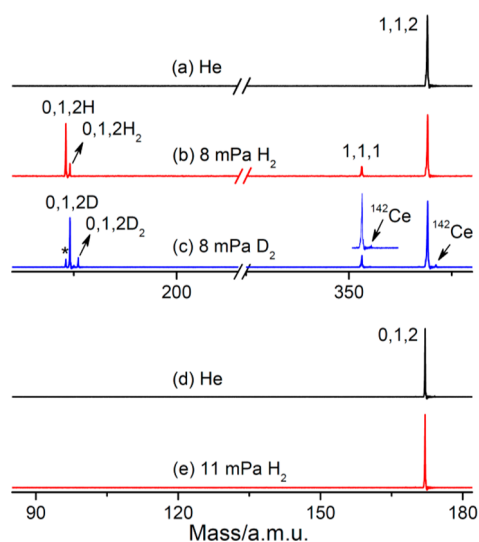 1,1,2
(a) He
0,1,2H
0,1,2H₂
(b) 8 mPa H₂
1,1,1
0,1,2D
0,1,2D₂
*
(c) 8 mPa D₂
¹⁴²Ce
¹⁴²Ce
200
350
0,1,2
(d) He
(e) 11 mPa H₂
90
120
150
180
Mass/a.m.u.